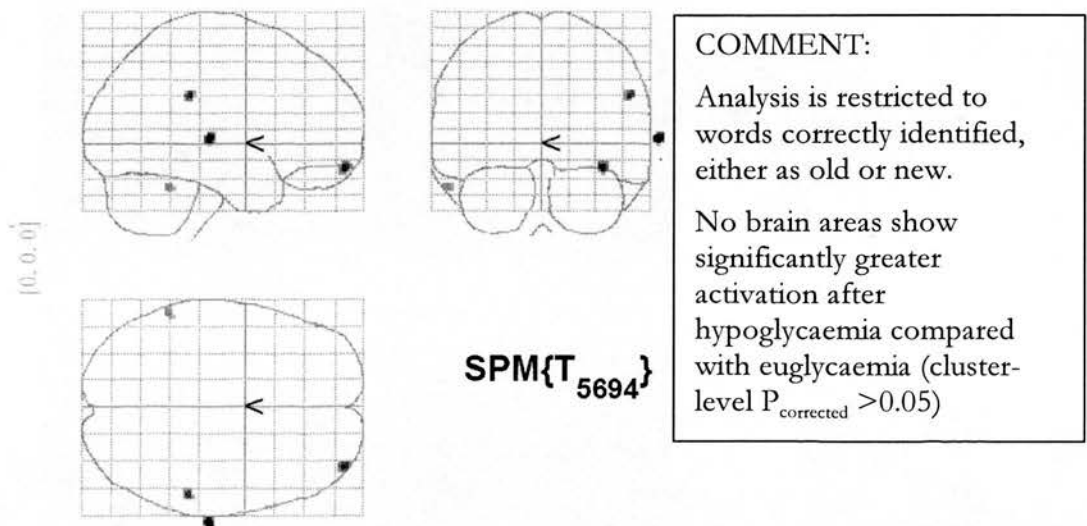 COMMENT:
Analysis is restricted to
words correctly identified,
either as old or new.
No brain areas show
significantly greater
activation after
hypoglycaemia compared
with euglycaemia (cluster-
level Pcorrected >0.05)
<
<
[0, 0, 0]
<
SPM{T5694}